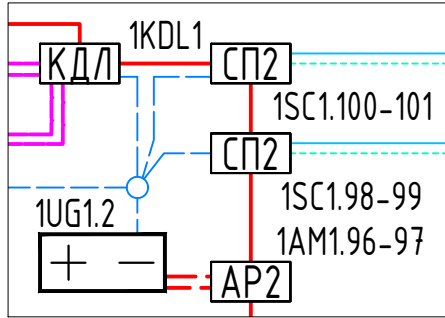 1KDL1
КДЛ
СП2
1SC1.100-101
СП2
1SC1.98-99
1UG1.2
1AM1.96-97
+ -
АР2